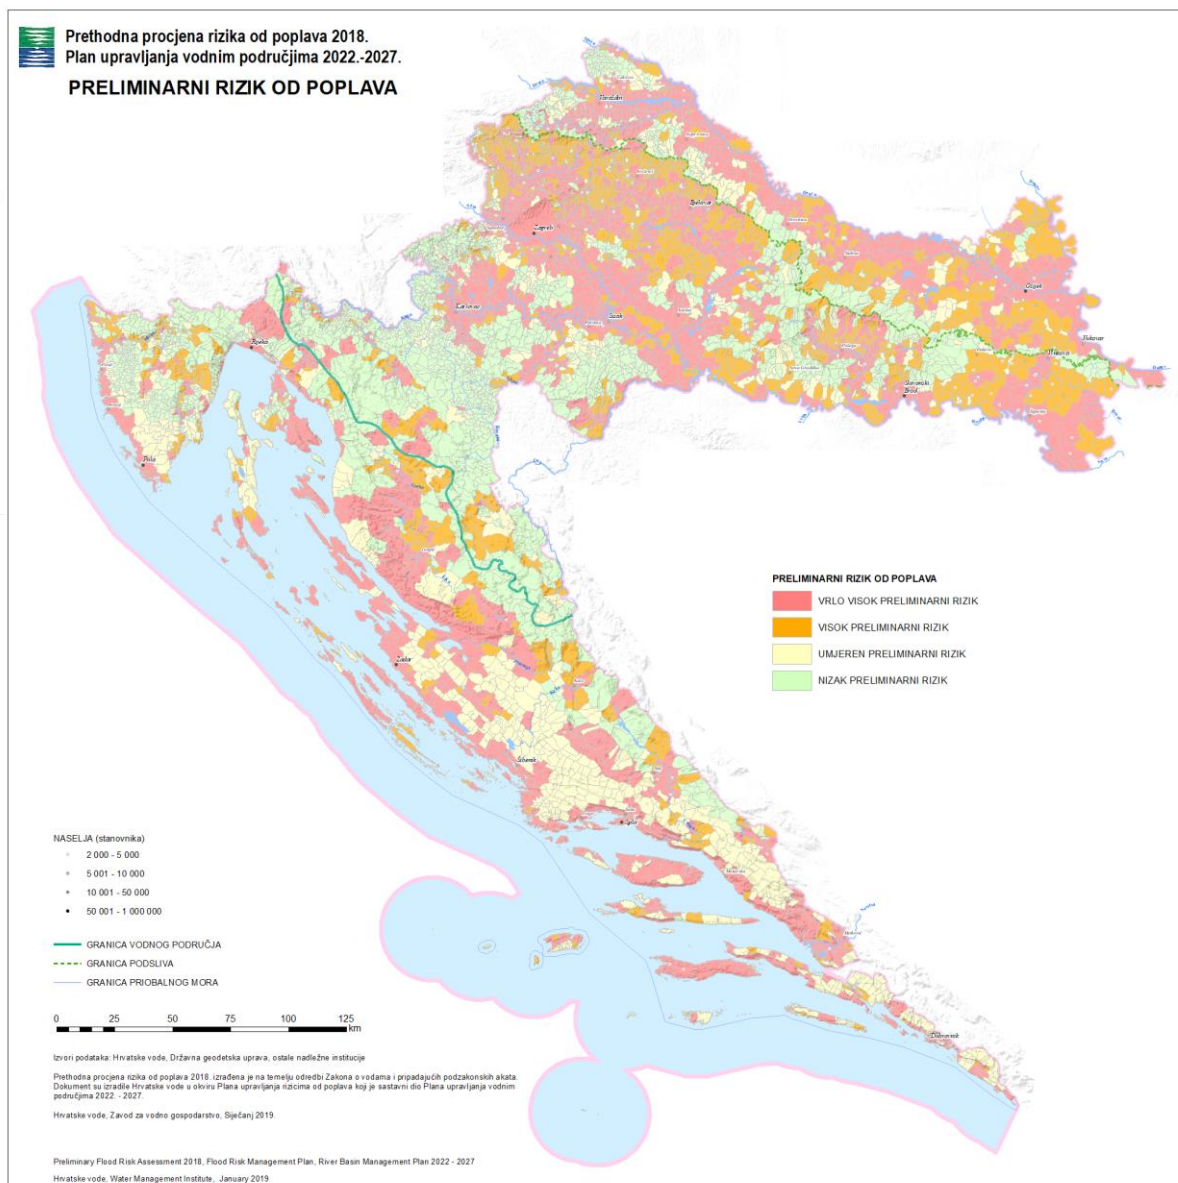 Prethodna procjena rizika od poplava 2018.
Plan upravljanja vodnim područjima 2022.-2027.
PRELIMINARNI RIZIK OD POPLAVA
Varaždin
Bjelovar
Zagreb
Karlovac
Sisak
Osijek
Vukovar
Slavonski
Brod
Rijeka
Pula
Zadar
Šibenik
Split
Dubrovnik
PRELIMINARNI RIZIK OD POPLAVA
VRLO VISOK PRELIMINARNI RIZIK
VISOK PRELIMINARNI RIZIK
UMJEREN PRELIMINARNI RIZIK
NIZAK PRELIMINARNI RIZIK
NASELJA (stanovnika)
2 000 - 5 000
5 001 - 10 000
10 001 - 50 000
50 001 - 1 000 000
GRANICA VODNOG PODRUČJA
GRANICA PODSLIVA
GRANICA PRIOBALNOG MORA
0 25 50 75 100 125
km
Izvori podataka: Hrvatske vode, Državna geodetska uprava, ostale nadležne institucije
Prethodna procjena rizika od poplava 2018. izrađena je na temelju odredbi Zakona o vodama i pripadajućih podzakonskih akata.
Dokument su izradile Hrvatske vode u okviru Plana upravljanja rizicima od poplava koji je sastavni dio Plana upravljanja vodnim
područjima 2022. - 2027.
Hrvatske vode, Zavod za vodno gospodarstvo, Siječanj 2019.
Preliminary Flood Risk Assessment 2018, Flood Risk Management Plan, River Basin Management Plan 2022 - 2027
Hrvatske vode, Water Management Institute, January 2019